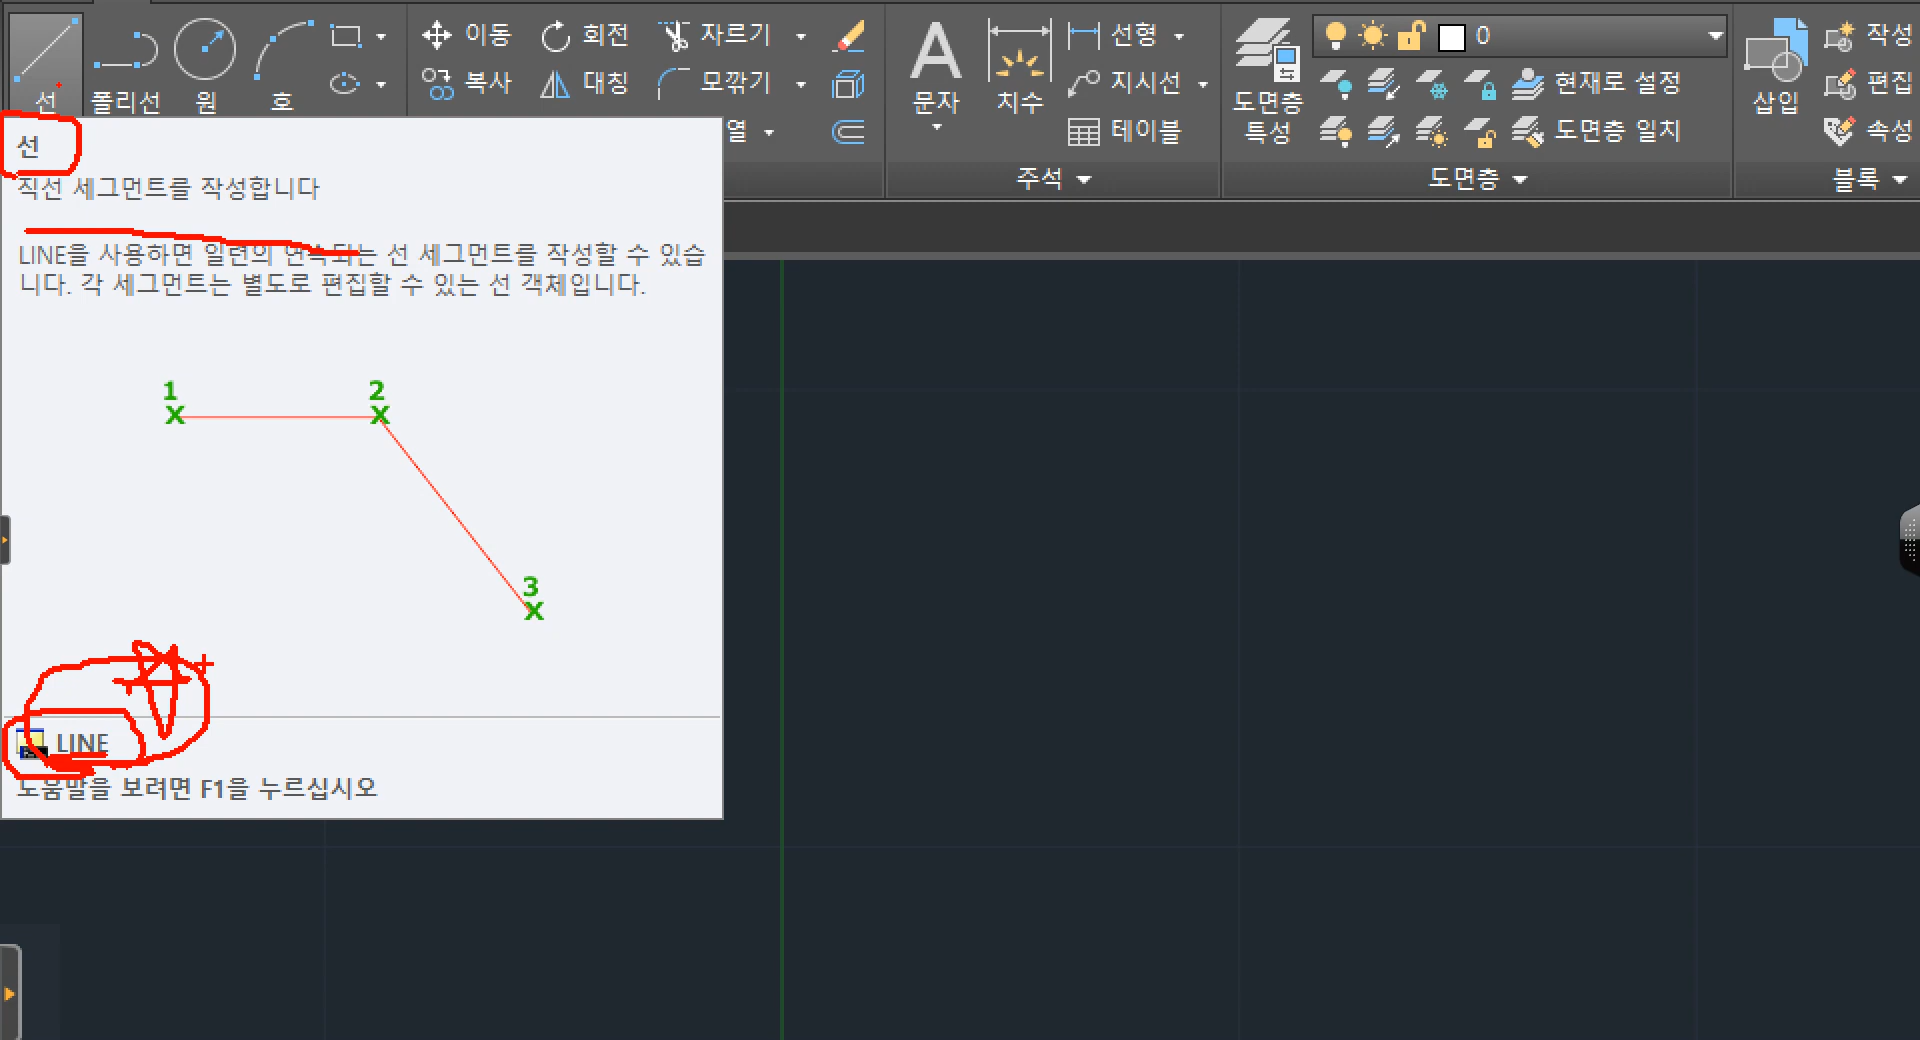 선
폴리선
원
호
이동
회전
자르기
복사
대칭
모깎기
열
문자
치수
선형
지시선
테이블
주석
도면층
특성
0
현재로 설정
도면층 일치
도면층
삽입
작성
편집
속성
블록
선
직선 세그먼트를 작성합니다
LINE을 사용하면 일련의 연속되는 선 세그먼트를 작성할 수 있습
니다. 각 세그먼트는 별도로 편집할 수 있는 선 객체입니다.
1
2
3
LINE
도움말을 보려면 F1을 누르십시오